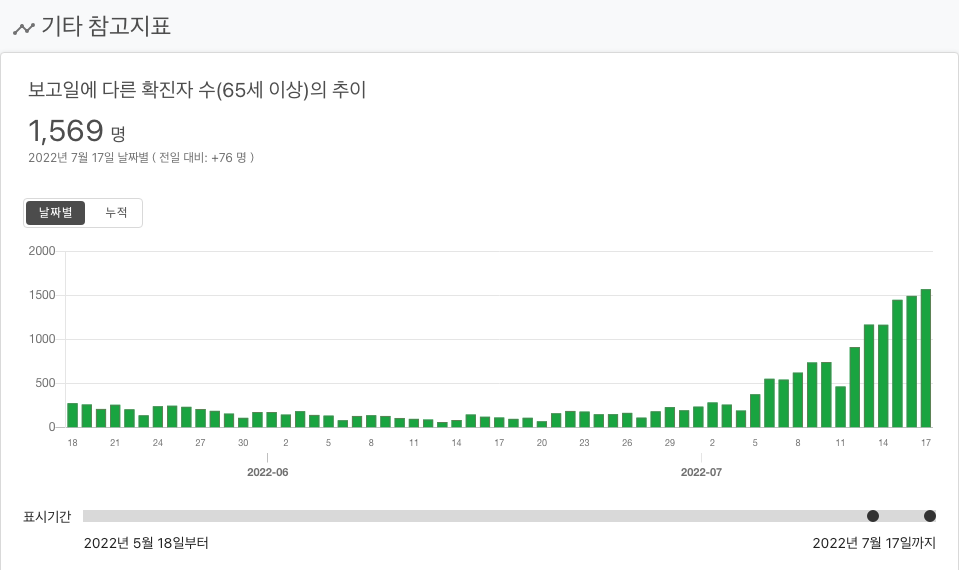 기타 참고지표
보고일에 다른 확진자 수(65세 이상)의 추이
1,569 명
2022년 7월 17일 날짜별 ( 전일 대비: +76 명 )
날짜별 누적
2000
1500
1000
500
0
18 21 24 27 30 2 5 8 11 14 17 20 23 26 29 2 5 8 11 14 17
2022-06 2022-07
표시기간
2022년 5월 18일부터 2022년 7월 17일까지